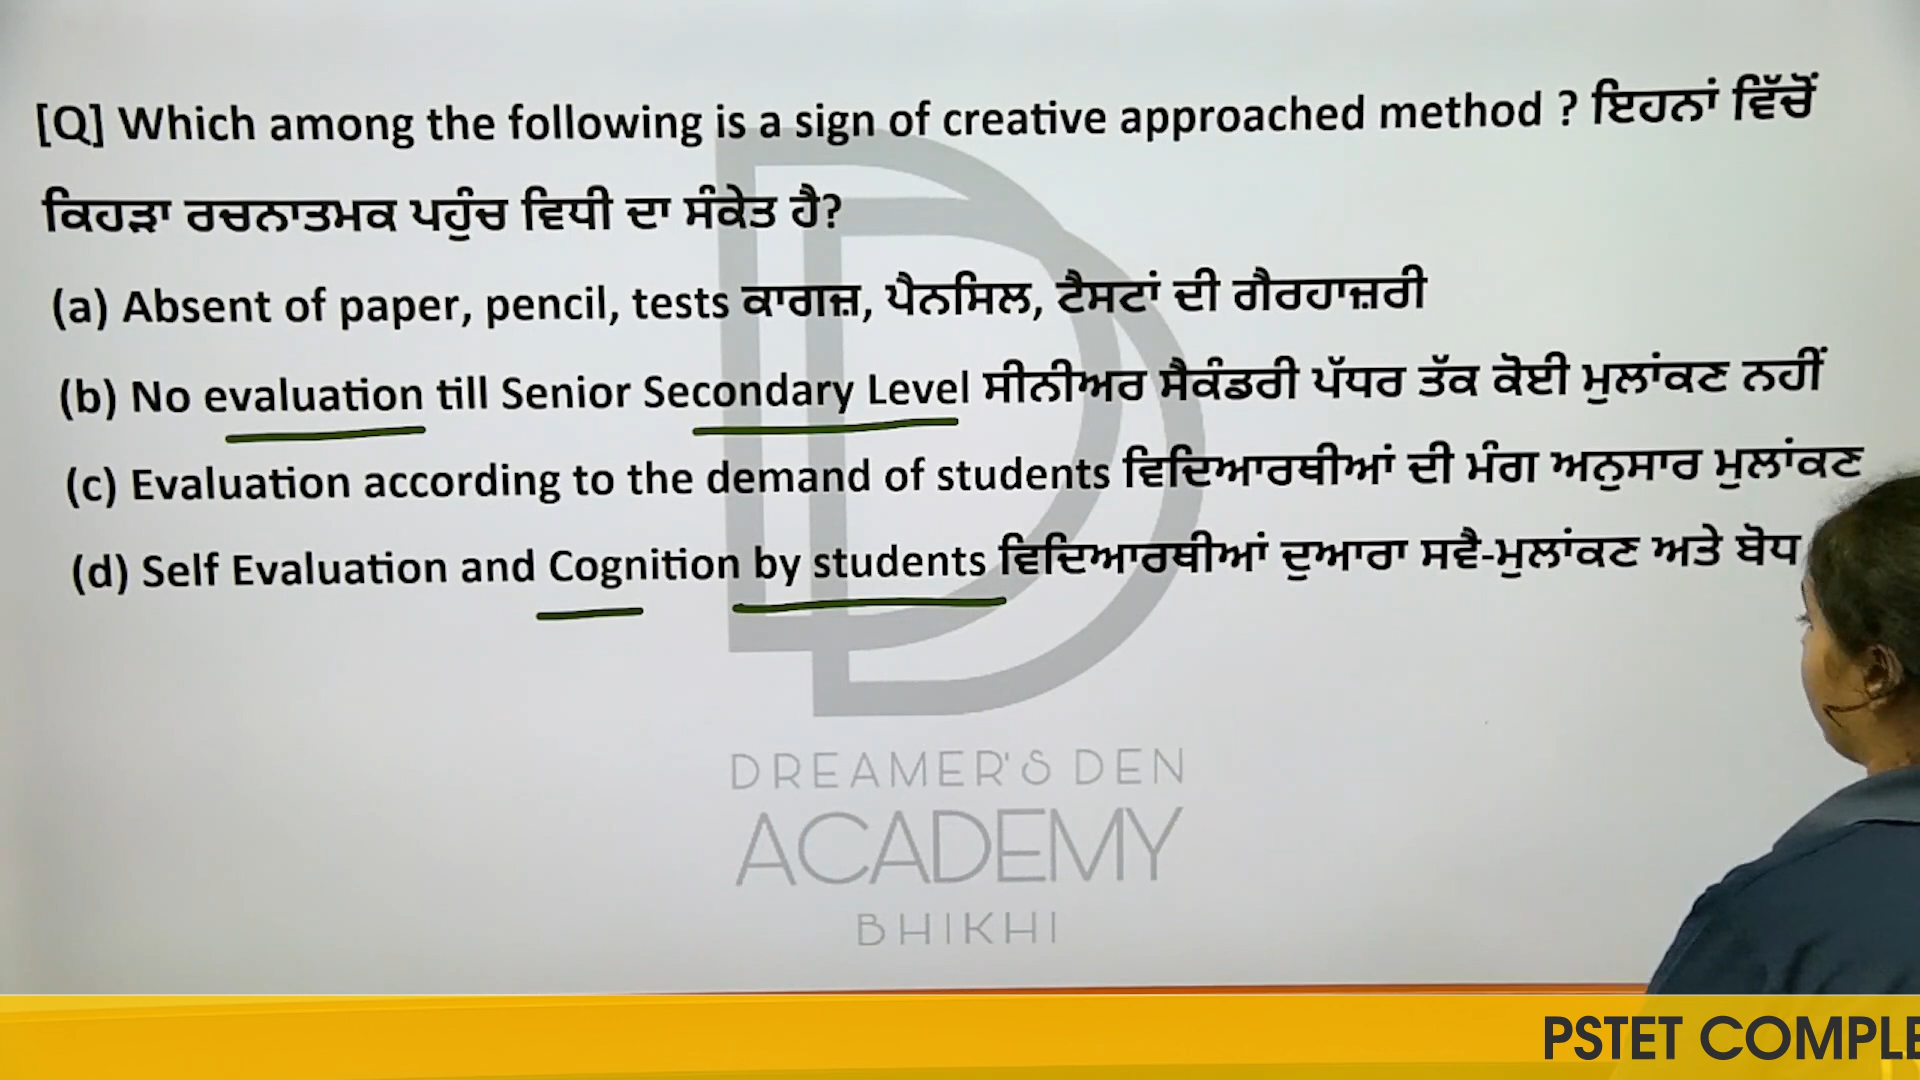 [Q] Which among the following is a sign of creative approached method ? ਇਹਨਾਂ ਵਿੱਚੋਂ
ਕਿਹੜਾ ਰਚਨਾਤਮਕ ਪਹੁੰਚ ਵਿਧੀ ਦਾ ਸੰਕੇਤ ਹੈ?
(a) Absent of paper, pencil, tests ਕਾਗਜ਼, ਪੈਨਸਿਲ, ਟੈਸਟਾਂ ਦੀ ਗੈਰਹਾਜ਼ਰੀ
(b) No evaluation till Senior Secondary Level ਸੀਨੀਅਰ ਸੈਕੰਡਰੀ ਪੱਧਰ ਤੱਕ ਕੋਈ ਮੁਲਾਂਕਣ ਨਹੀਂ
(c) Evaluation according to the demand of students ਵਿਦਿਆਰਥੀਆਂ ਦੀ ਮੰਗ ਅਨੁਸਾਰ ਮੁਲਾਂਕਣ
(d) Self Evaluation and Cognition by students ਵਿਦਿਆਰਥੀਆਂ ਦੁਆਰਾ ਸਵੈ-ਮੁਲਾਂਕਣ ਅਤੇ ਬੋਧ
DREAMER'S DEN
ACADEMY
BHIKHI
PSTET COMPLE